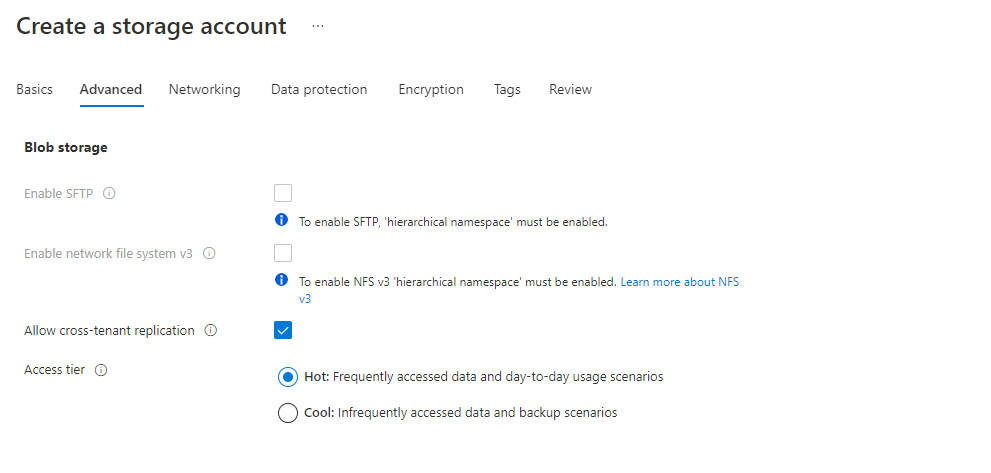 Create a storage account ...
Basics Advanced Networking Data protection Encryption Tags Review
Blob storage
Enable SFTP
To enable SFTP, 'hierarchical namespace' must be enabled.
Enable network file system v3
To enable NFS v3 'hierarchical namespace' must be enabled. Learn more about NFS
v3
Allow cross-tenant replication
Access tier
Hot: Frequently accessed data and day-to-day usage scenarios
Cool: Infrequently accessed data and backup scenarios